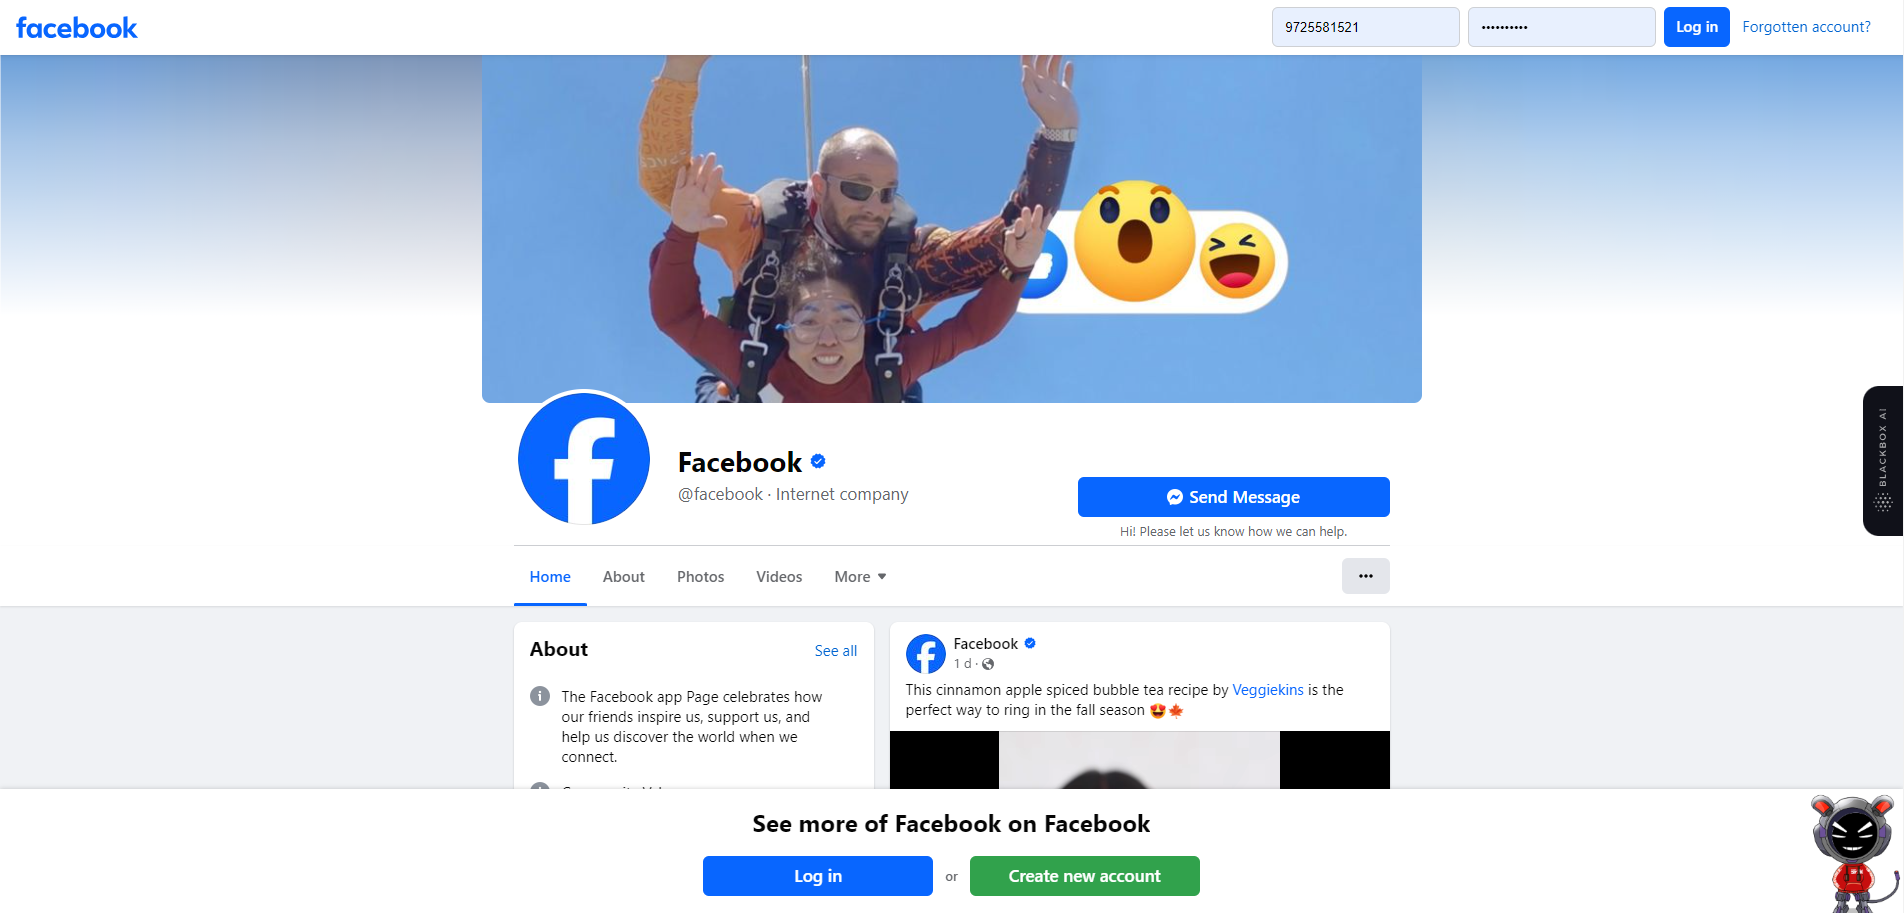 facebook
9725581521
••••••••••
Log in
Forgotten account?
BLACKBOX AI
Facebook
@facebook · Internet company
Send Message
Hi! Please let us know how we can help.
Home
About
Photos
Videos
More
About
See all
The Facebook app Page celebrates how
our friends inspire us, support us, and
help us discover the world when we
connect.
Facebook
1 d ·
This cinnamon apple spiced bubble tea recipe by Veggiekins is the
perfect way to ring in the fall season 🤩🍁
See more of Facebook on Facebook
Log in
or
Create new account